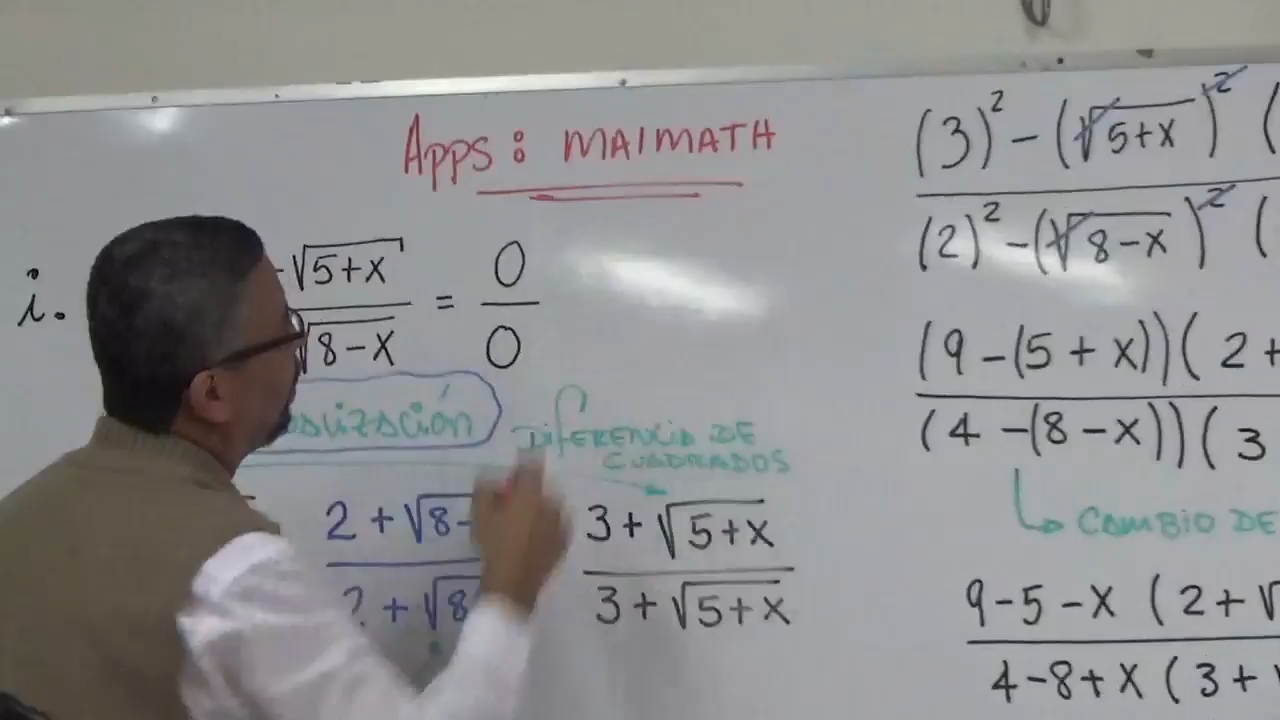 Apps: MAIMATH
i. -√5+x / √8-x = 0/0
DIFERENCIA DE
CUADRADOS
2+√8- / 2+√8
3+√5+x / 3+√5+x
(3)² - (√5+x)² ( / (2)² - (√8-x)² (
(9-(5+x))(2+ / (4-(8-x))(3
CAMBIO DE
9-5-x (2+√ / 4-8+x (3+√